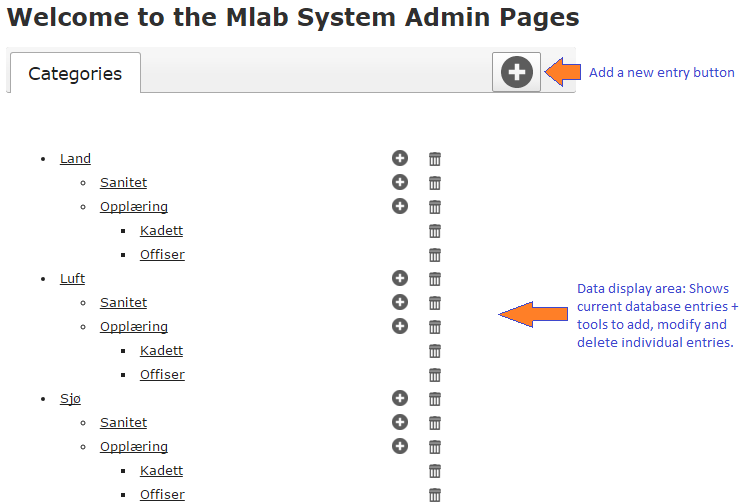 Welcome to the Mlab System Admin Pages
Categories
Add a new entry button
Land
Sanitet
Opplæring
Kadett
Offiser
Luft
Sanitet
Opplæring
Kadett
Offiser
Data display area: Shows
current database entries +
tools to add, modify and
delete individual entries.
Sjø
Sanitet
Opplæring
Kadett
Offiser